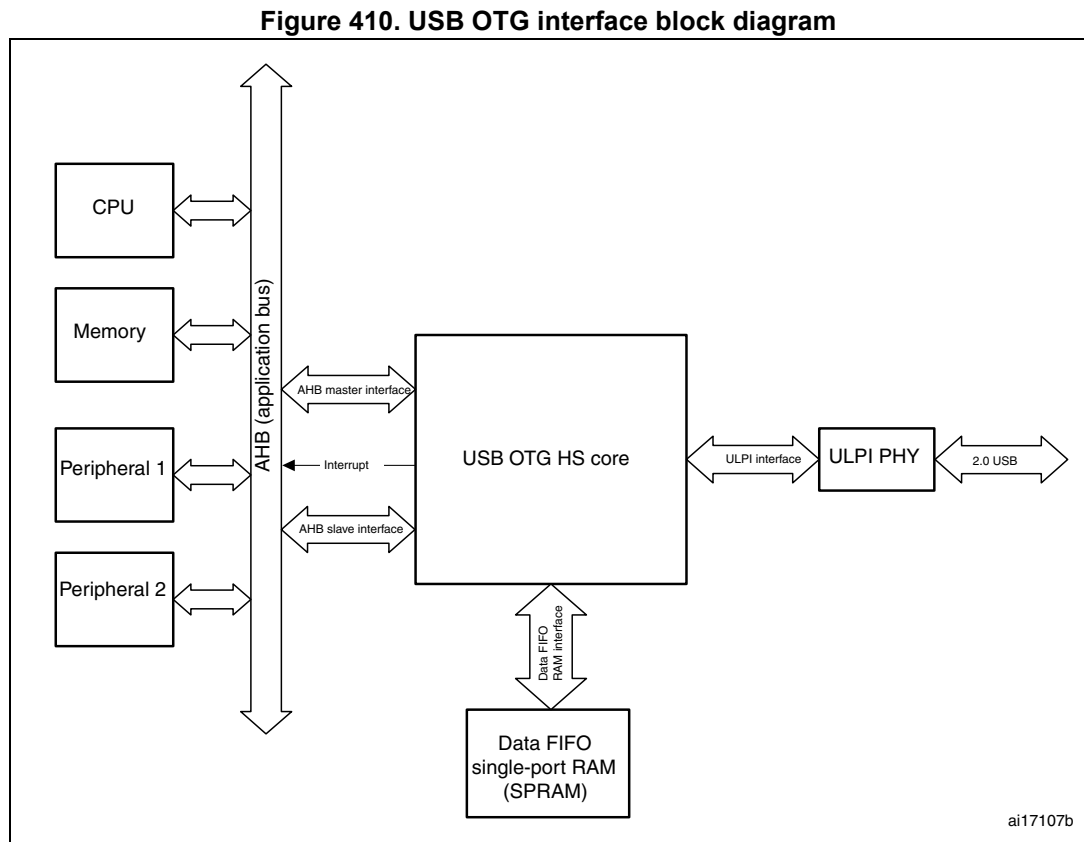 Figure 410. USB OTG interface block diagram
CPU
Memory
Peripheral 1
Peripheral 2
AHB (application bus)
AHB master interface
Interrupt
AHB slave interface
USB OTG HS core
ULPI interface
ULPI PHY
2.0 USB
Data FIFO
RAM interface
Data FIFO
single-port RAM
(SPRAM)
ai17107b